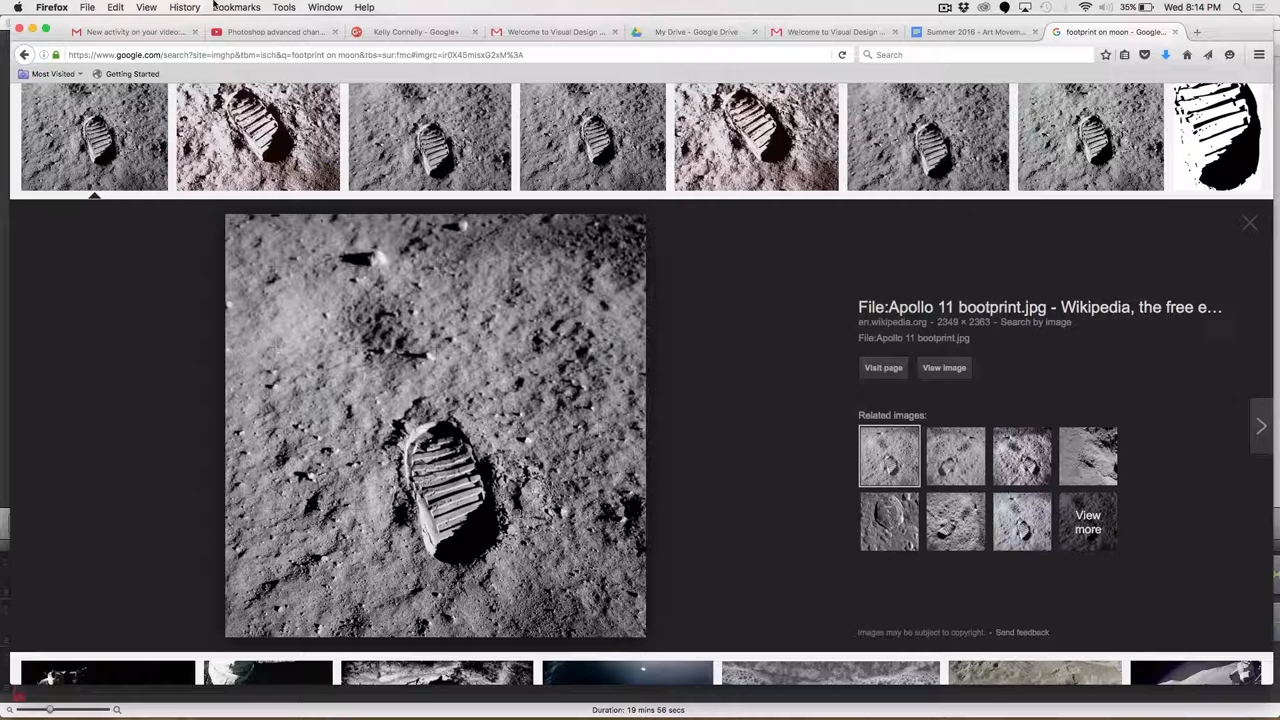 Firefox File Edit View History Bookmarks Tools Window Help 35% Wed 8:14 PM
New activity on your video:... Photoshop advanced chan... Kelly Connelly - Google+ Welcome to Visual Design ... My Drive - Google Drive Welcome to Visual Design ... Summer 2016 - Art Movem... footprint on moon - Google...
https://www.google.com/search?site=imghp&tbm=isch&q=footprint on moon&tbs=sur:fmc#imgrc=ir0X45mlsxG2xM%3A Search
Most Visited Getting Started
File:Apollo 11 bootprint.jpg - Wikipedia, the free e...
en.wikipedia.org - 2349 × 2363 - Search by image
File:Apollo 11 bootprint.jpg
Visit page View image
Related images:
View
more
Images may be subject to copyright. - Send feedback
Duration: 19 mins 56 secs